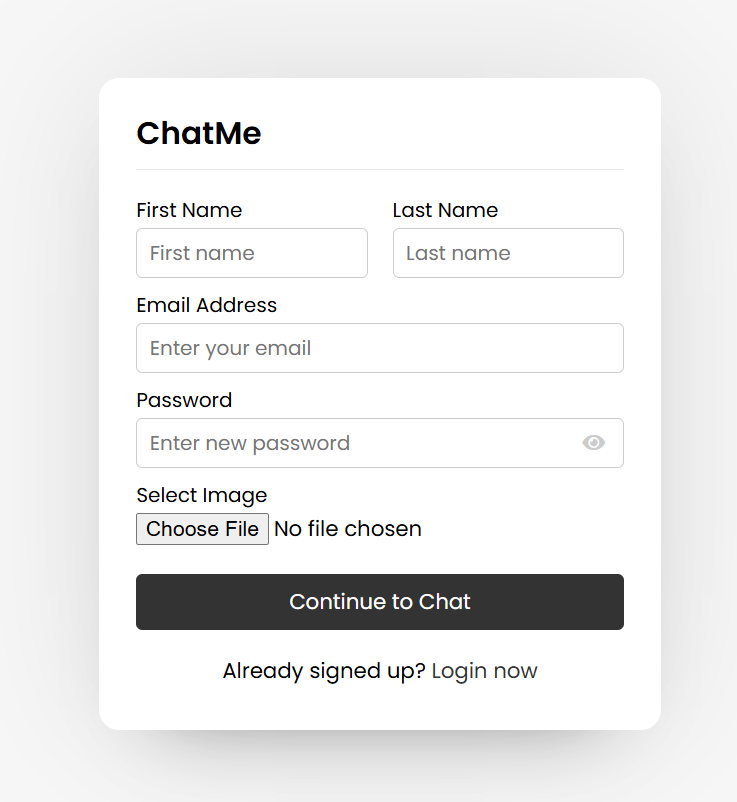 ChatMe
First Name Last Name
First name Last name
Email Address
Enter your email
Password
Enter new password
Select Image
Choose File No file chosen
Continue to Chat
Already signed up? Login now